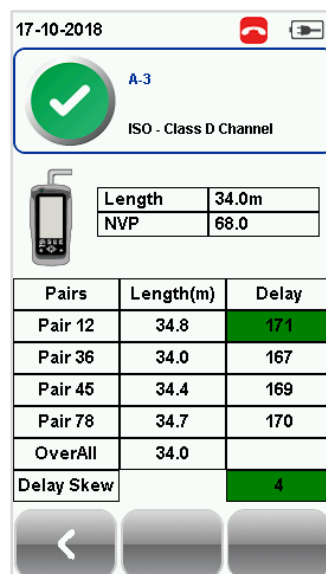 17-10-2018
A-3
ISO - Class D Channel
Length 34.0m
NVP 68.0
Pairs Length(m) Delay
Pair 12 34.8 171
Pair 36 34.0 167
Pair 45 34.4 169
Pair 78 34.7 170
OverAll 34.0
Delay Skew 4